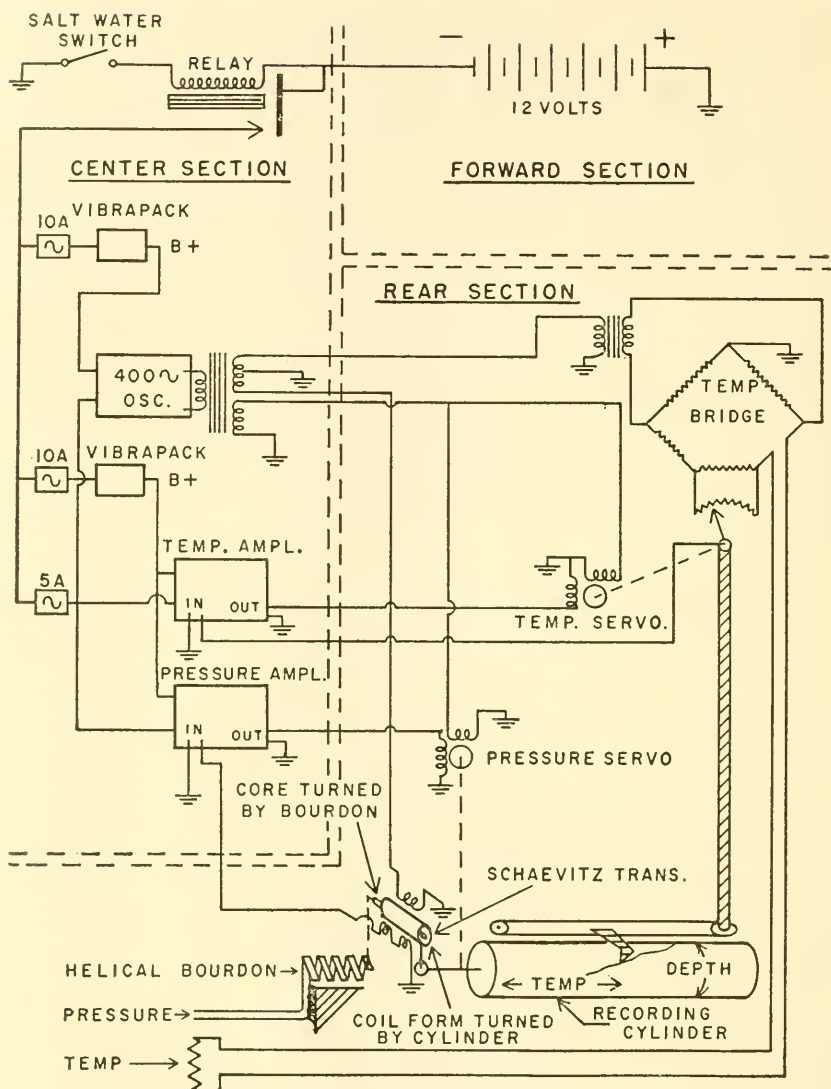 SALT WATER
SWITCH
RELAY
− +
12 VOLTS
CENTER SECTION
FORWARD SECTION
10A
VIBRAPACK
B+
REAR SECTION
400~
OSC.
TEMP
BRIDGE
10A
VIBRAPACK
B+
TEMP. AMPL.
5A
IN
OUT
TEMP. SERVO.
PRESSURE AMPL.
IN
OUT
PRESSURE SERVO
CORE TURNED
BY BOURDON
SCHAEVITZ TRANS.
HELICAL BOURDON
TEMP
DEPTH
PRESSURE
COIL FORM TURNED
BY CYLINDER
RECORDING
CYLINDER
TEMP